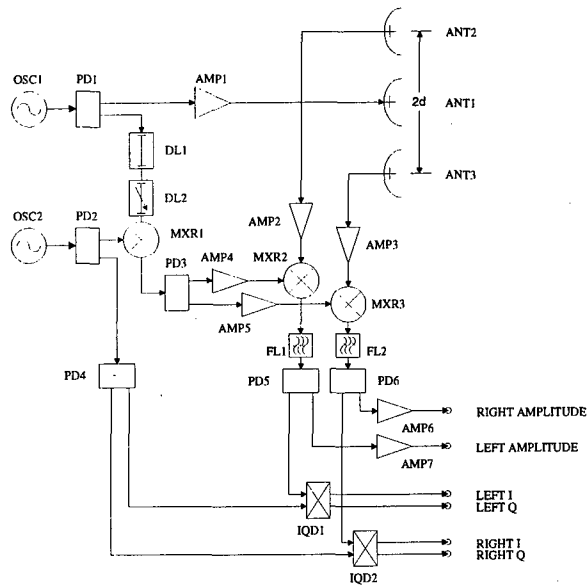 ANT2
OSC1
PD1
AMP1
2d
ANT1
DL1
ANT3
DL2
OSC2
PD2
MXR1
AMP2
AMP3
PD3
AMP4
MXR2
MXR3
AMP5
FL1
FL2
PD4
PD5
PD6
RIGHT AMPLITUDE
AMP6
LEFT AMPLITUDE
AMP7
LEFT I
LEFT Q
IQD1
RIGHT I
RIGHT Q
IQD2